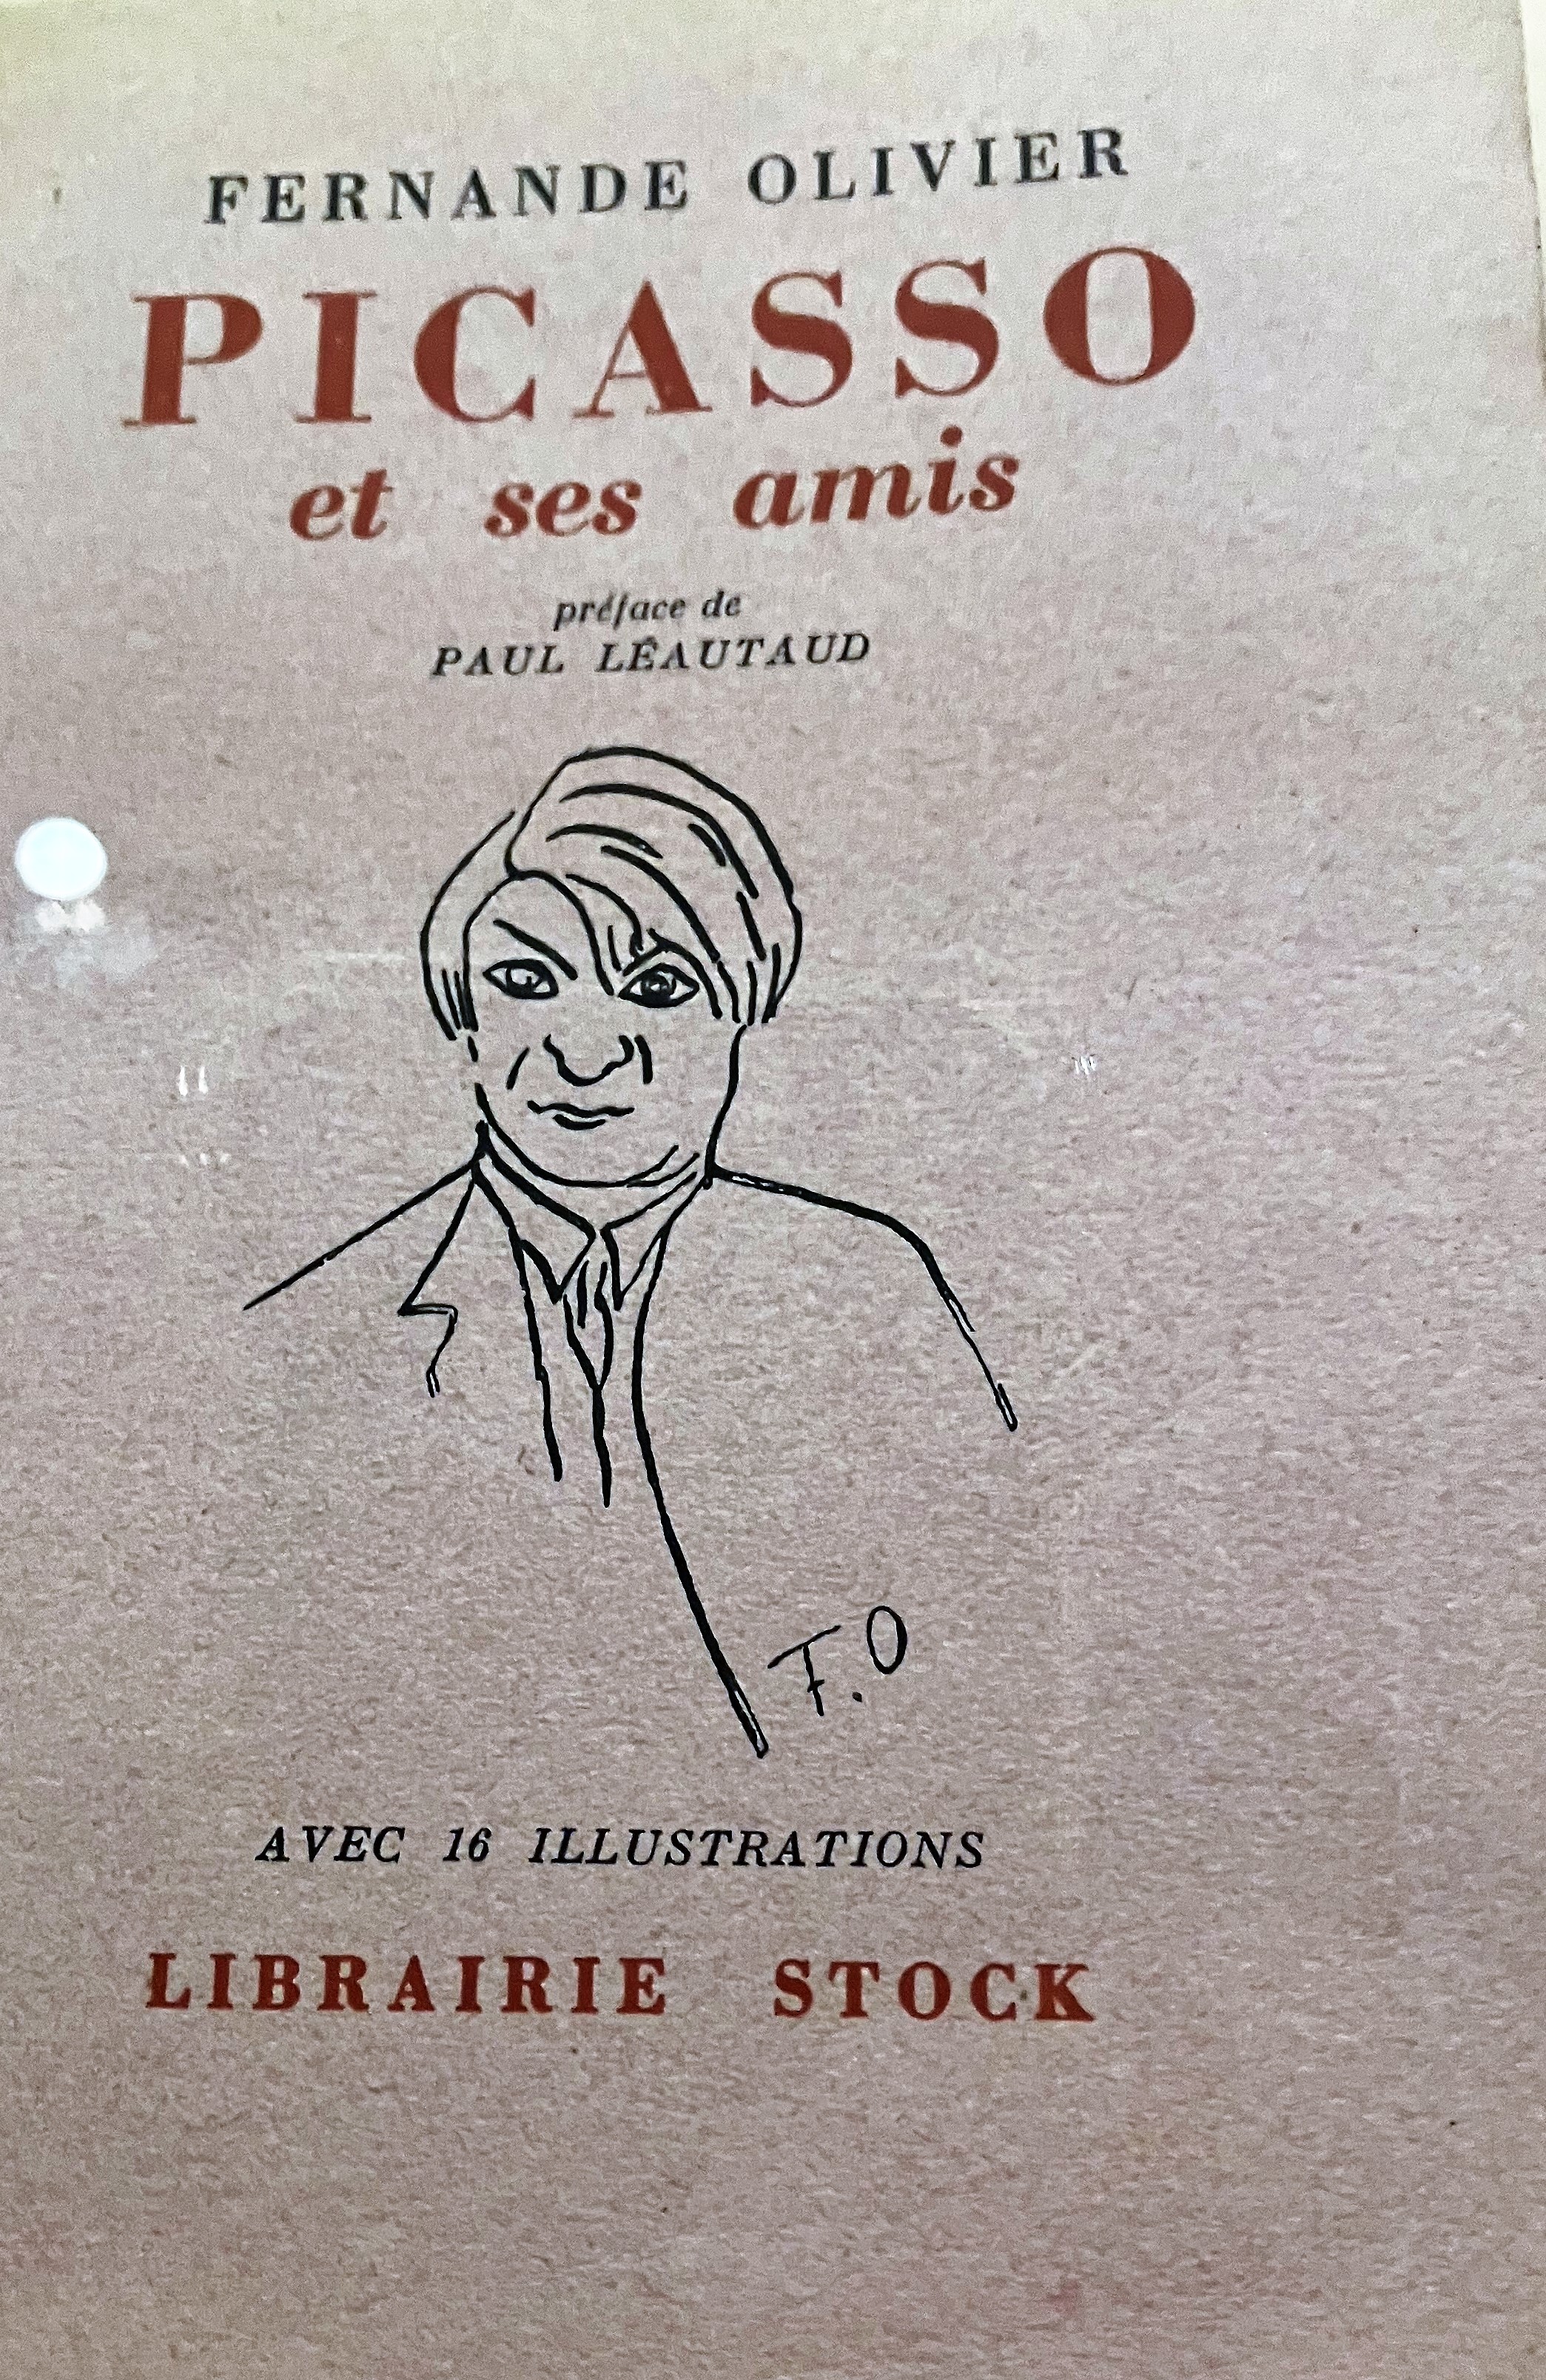 FERNANDE OLIVIER
PICASSO
et ses amis
préface de
PAUL LÉAUTAUD
F.O
AVEC 16 ILLUSTRATIONS
LIBRAIRIE STOCK